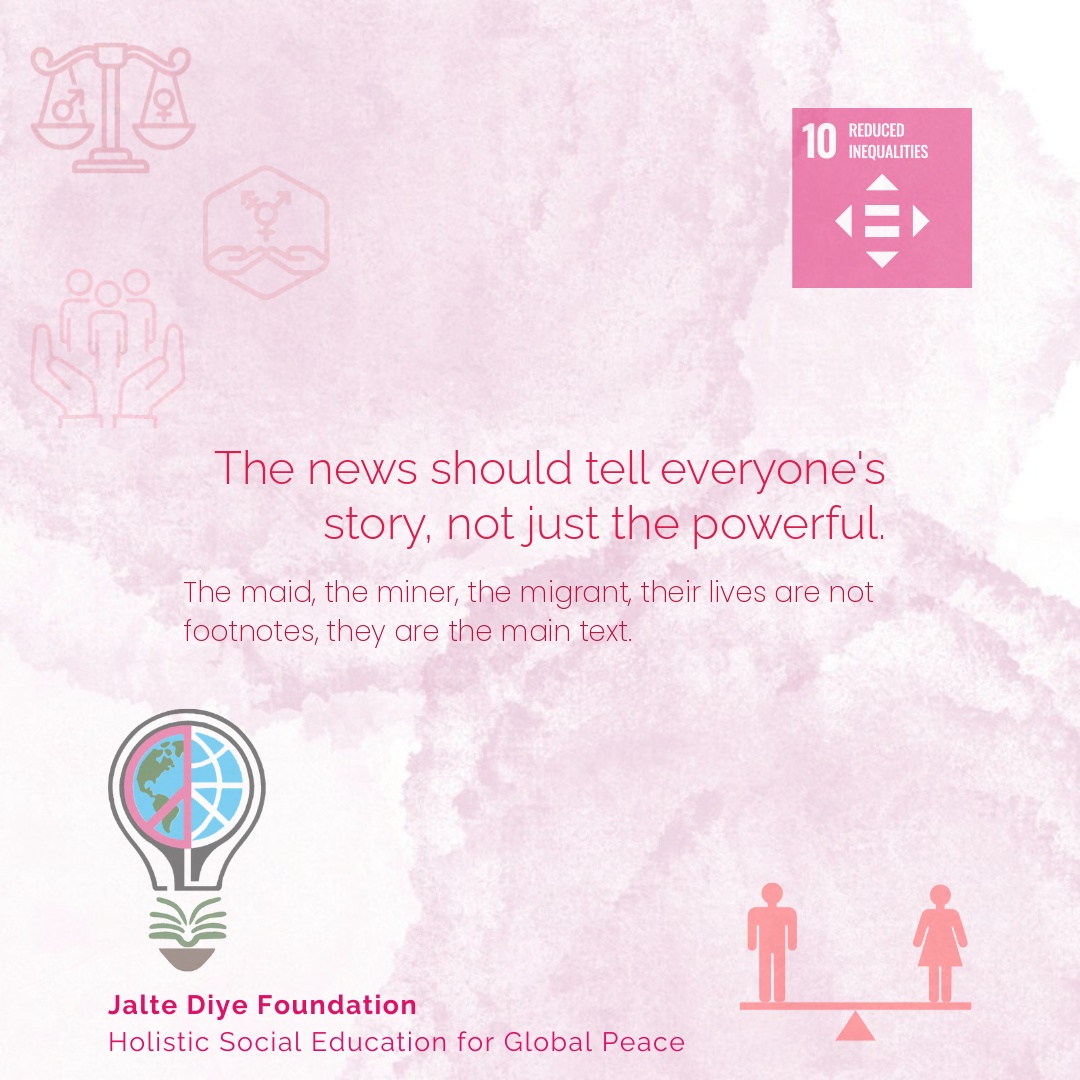 10 REDUCED
INEQUALITIES
The news should tell everyone's
story, not just the powerful.
The maid, the miner, the migrant, their lives are not
footnotes, they are the main text.
Jalte Diye Foundation
Holistic Social Education for Global Peace